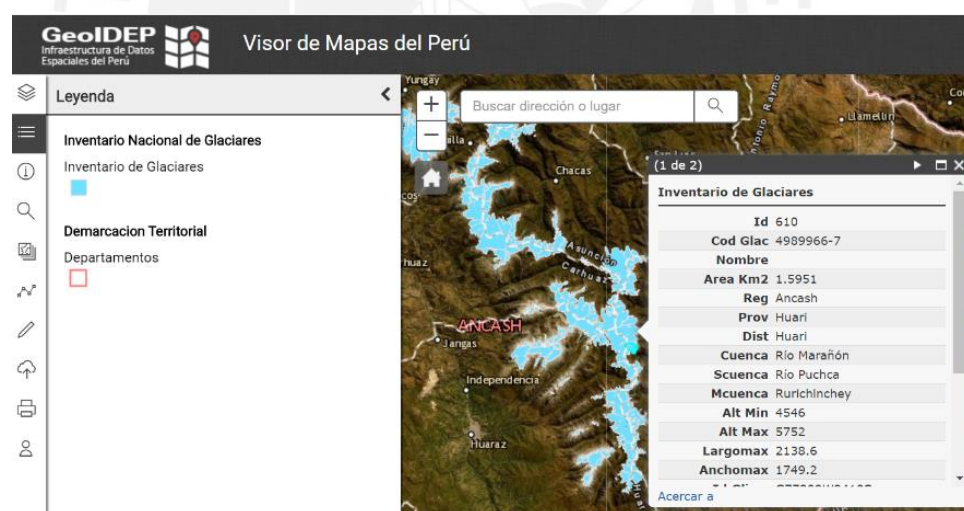 GeoIDEP
Infraestructura de Datos
Espaciales del Perú
Visor de Mapas del Perú
Leyenda
Inventario Nacional de Glaciares
Inventario de Glaciares
Demarcacion Territorial
Departamentos
Yungay
Buscar dirección o lugar
Llamellin
Chacas
Asunción
Carhuaz
ANCASH
Jangas
Independencia
Huaraz
(1 de 2)
Inventario de Glaciares
Id 610
Cod Glac 4989966-7
Nombre
Area Km2 1.5951
Reg Ancash
Prov Huari
Dist Huari
Cuenca Río Marañón
Scuenca Río Puchca
Mcuenca Rurichinchey
Alt Min 4546
Alt Max 5752
Largomax 2138.6
Anchomax 1749.2
Acercar a